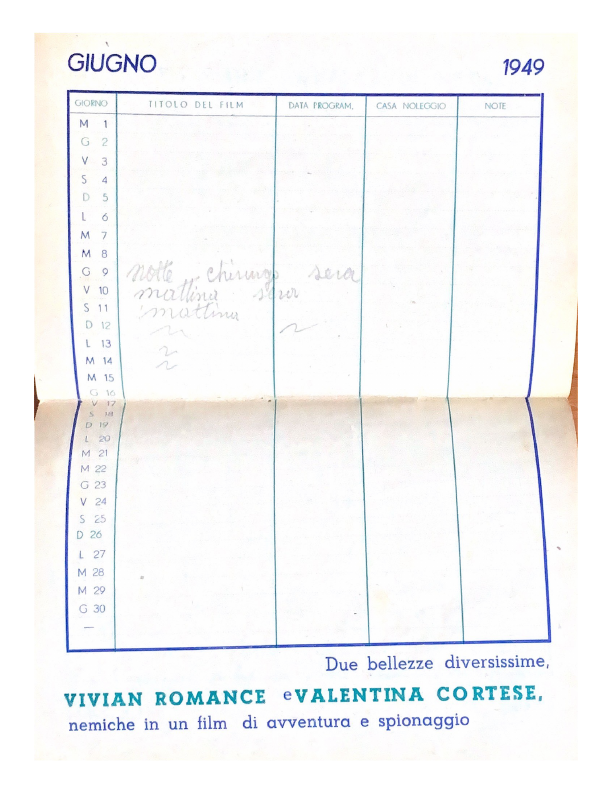 GIUGNO 1949
GIORNO TITOLO DEL FILM DATA PROGRAM. CASA NOLEGGIO NOTE
M 1
G 2
V 3
S 4
D 5
L 6
M 7
M 8
G 9 notte chirurgo sera
V 10 mattina sera
S 11 mattina
D 12
L 13
M 14
M 15
G 16
V 17
S 18
D 19
L 20
M 21
M 22
G 23
V 24
S 25
D 26
L 27
M 28
M 29
G 30
—
Due bellezze diversissime,
VIVIAN ROMANCE e VALENTINA CORTESE,
nemiche in un film di avventura e spionaggio